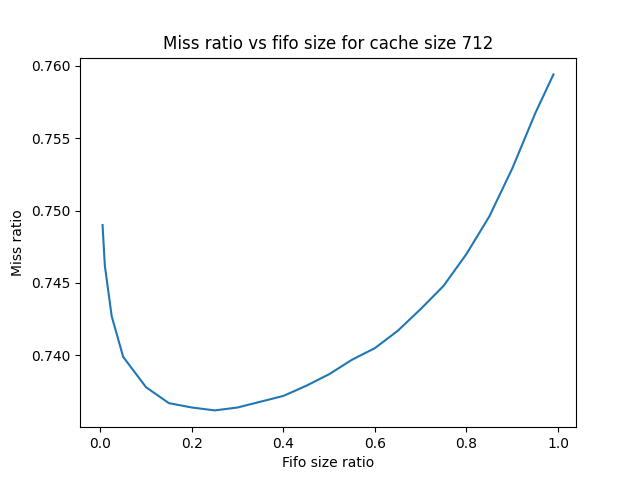 Miss ratio vs fifo size for cache size 712
0.760
0.755
0.750
0.745
0.740
Miss ratio
0.0 0.2 0.4 0.6 0.8 1.0
Fifo size ratio